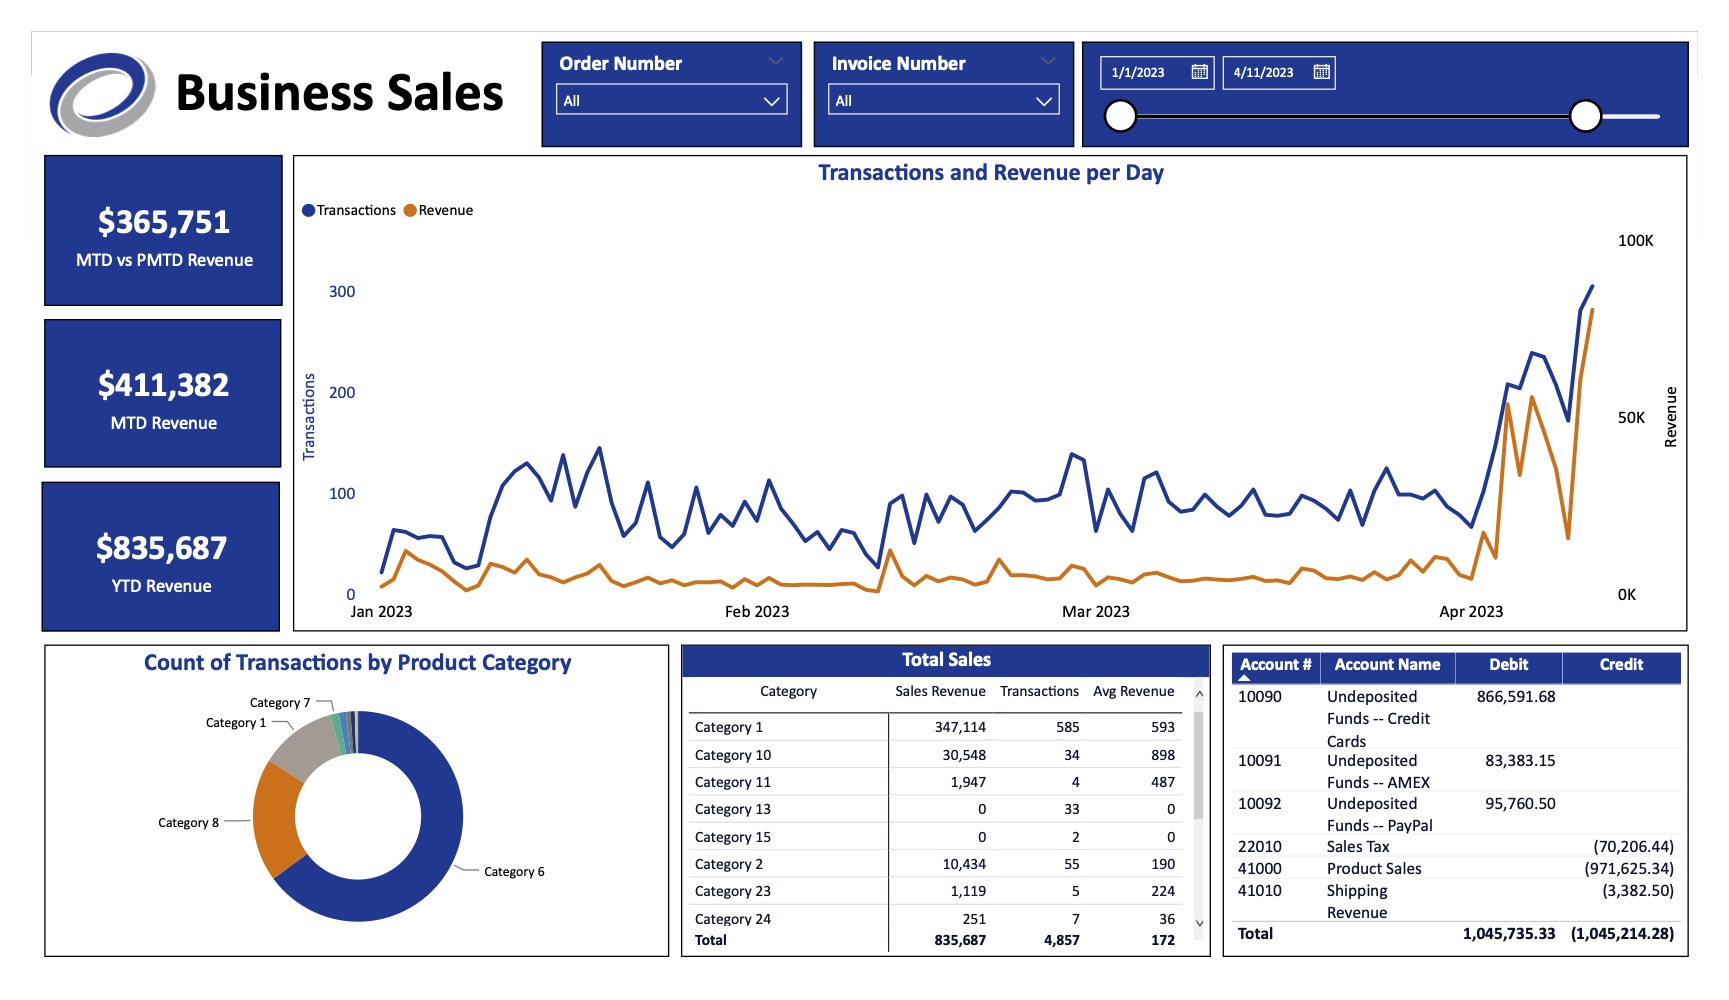 Business Sales
Order Number
All
Invoice Number
All
1/1/2023
4/11/2023
$365,751
MTD vs PMTD Revenue
$411,382
MTD Revenue
$835,687
YTD Revenue
Transactions and Revenue per Day
Transactions Revenue
Transactions
300
200
100
0
100K
50K
0K
Revenue
Jan 2023 Feb 2023 Mar 2023 Apr 2023
Count of Transactions by Product Category
Category 7
Category 1
Category 8
Category 6
Total Sales
Category Sales Revenue Transactions Avg Revenue
Category 1 347,114 585 593
Category 10 30,548 34 898
Category 11 1,947 4 487
Category 13 0 33 0
Category 15 0 2 0
Category 2 10,434 55 190
Category 23 1,119 5 224
Category 24 251 7 36
Total 835,687 4,857 172
Account # Account Name Debit Credit
10090 Undeposited 866,591.68
Funds -- Credit
Cards
10091 Undeposited 83,383.15
Funds -- AMEX
10092 Undeposited 95,760.50
Funds -- PayPal
22010 Sales Tax (70,206.44)
41000 Product Sales (971,625.34)
41010 Shipping (3,382.50)
Revenue
Total 1,045,735.33 (1,045,214.28)